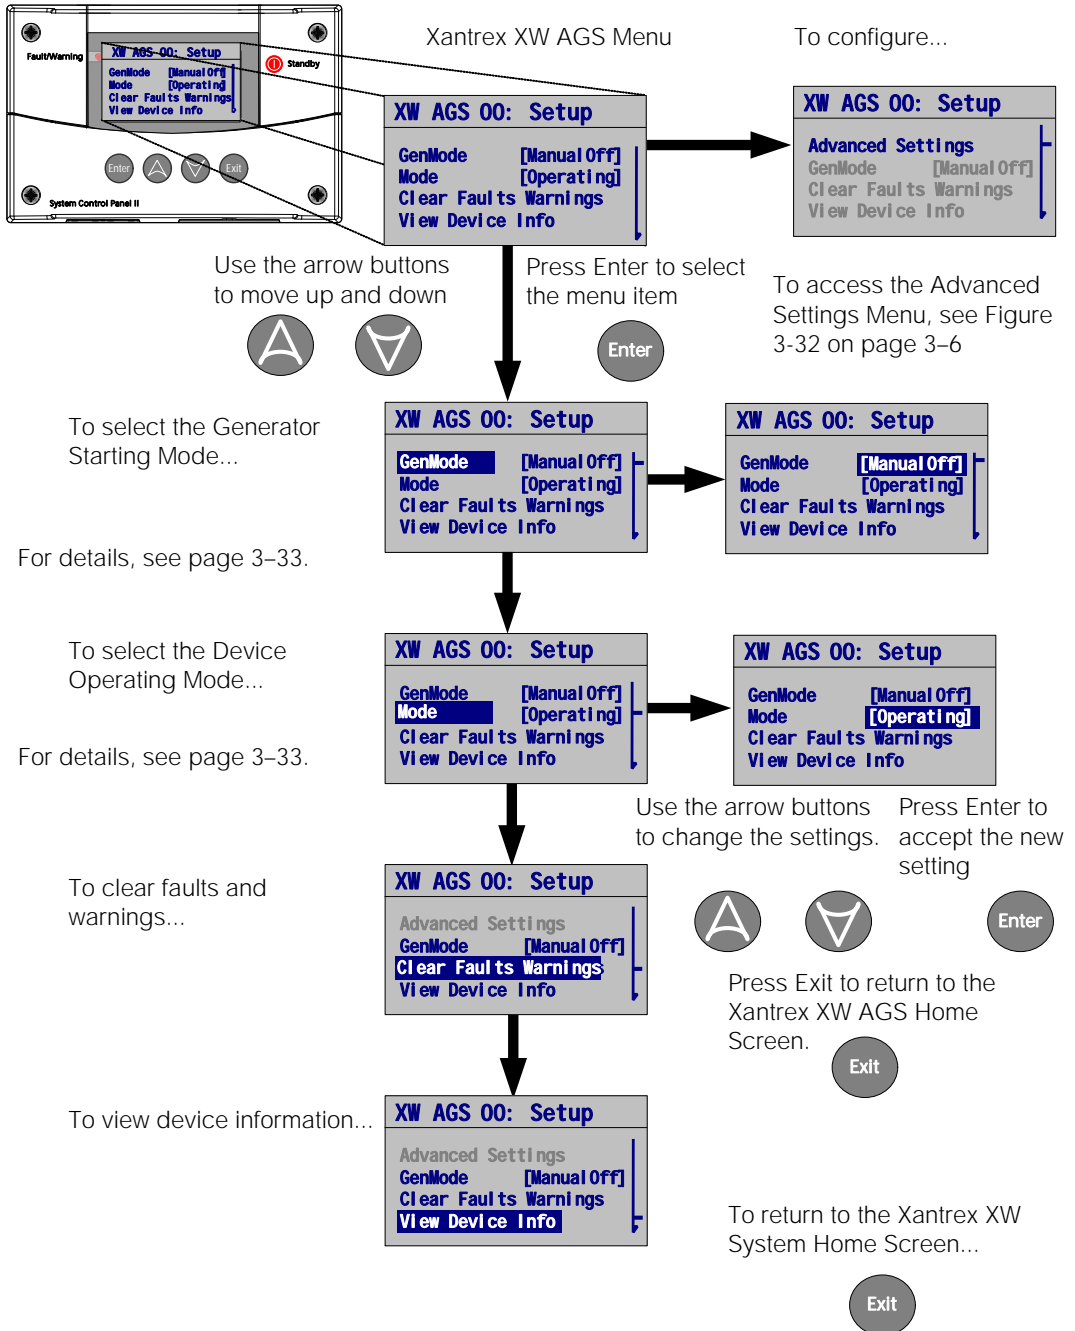 Xantrex XW AGS Menu
To configure...
Fault/Warning
Standby
XW AGS 00: Setup
GenMode [Manual Off]
Mode [Operating]
Clear Faults Warnings
View Device Info
Enter
Exit
System Control Panel II
XW AGS 00: Setup
GenMode [Manual Off]
Mode [Operating]
Clear Faults Warnings
View Device Info
XW AGS 00: Setup
Advanced Settings
GenMode [Manual Off]
Clear Faults Warnings
View Device Info
Use the arrow buttons
to move up and down
Press Enter to select
the menu item
Enter
To access the Advanced
Settings Menu, see Figure
3-32 on page 3–6
To select the Generator
Starting Mode...
For details, see page 3–33.
XW AGS 00: Setup
GenMode [Manual Off]
Mode [Operating]
Clear Faults Warnings
View Device Info
XW AGS 00: Setup
GenMode [Manual Off]
Mode [Operating]
Clear Faults Warnings
View Device Info
To select the Device
Operating Mode...
For details, see page 3–33.
XW AGS 00: Setup
GenMode [Manual Off]
Mode [Operating]
Clear Faults Warnings
View Device Info
XW AGS 00: Setup
GenMode [Manual Off]
Mode [Operating]
Clear Faults Warnings
View Device Info
Use the arrow buttons
to change the settings.
Press Enter to
accept the new
setting
Enter
To clear faults and
warnings...
XW AGS 00: Setup
Advanced Settings
GenMode [Manual Off]
Clear Faults Warnings
View Device Info
Press Exit to return to the
Xantrex XW AGS Home
Screen.
Exit
To view device information...
XW AGS 00: Setup
Advanced Settings
GenMode [Manual Off]
Clear Faults Warnings
View Device Info
To return to the Xantrex XW
System Home Screen...
Exit